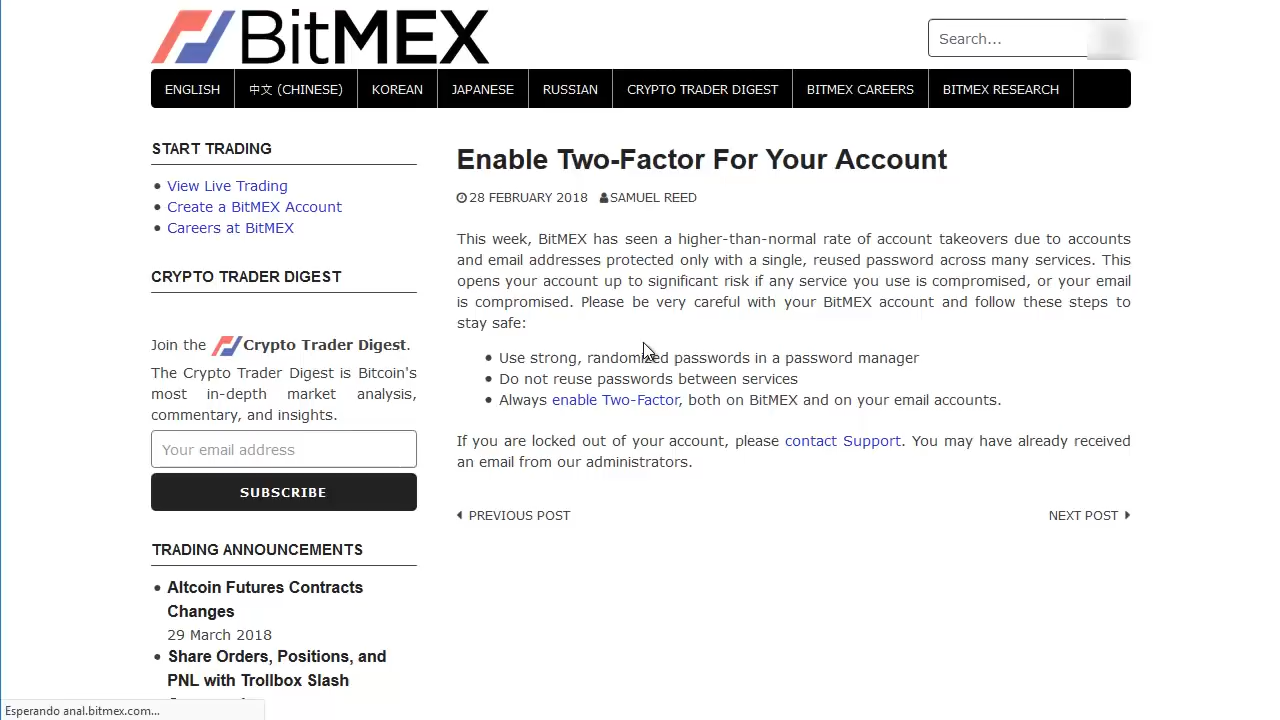 BitMEX
Search...
ENGLISH
中文 (CHINESE)
KOREAN
JAPANESE
RUSSIAN
CRYPTO TRADER DIGEST
BITMEX CAREERS
BITMEX RESEARCH
START TRADING
View Live Trading
Create a BitMEX Account
Careers at BitMEX
CRYPTO TRADER DIGEST
Join the Crypto Trader Digest.
The Crypto Trader Digest is Bitcoin's
most in-depth market analysis,
commentary, and insights.
Your email address
SUBSCRIBE
TRADING ANNOUNCEMENTS
Altcoin Futures Contracts
Changes
29 March 2018
Share Orders, Positions, and
PNL with Trollbox Slash
Enable Two-Factor For Your Account
28 FEBRUARY 2018 SAMUEL REED
This week, BitMEX has seen a higher-than-normal rate of account takeovers due to accounts
and email addresses protected only with a single, reused password across many services. This
opens your account up to significant risk if any service you use is compromised, or your email
is compromised. Please be very careful with your BitMEX account and follow these steps to
stay safe:
Use strong, randomized passwords in a password manager
Do not reuse passwords between services
Always enable Two-Factor, both on BitMEX and on your email accounts.
If you are locked out of your account, please contact Support. You may have already received
an email from our administrators.
PREVIOUS POST
NEXT POST
Esperando anal.bitmex.com...